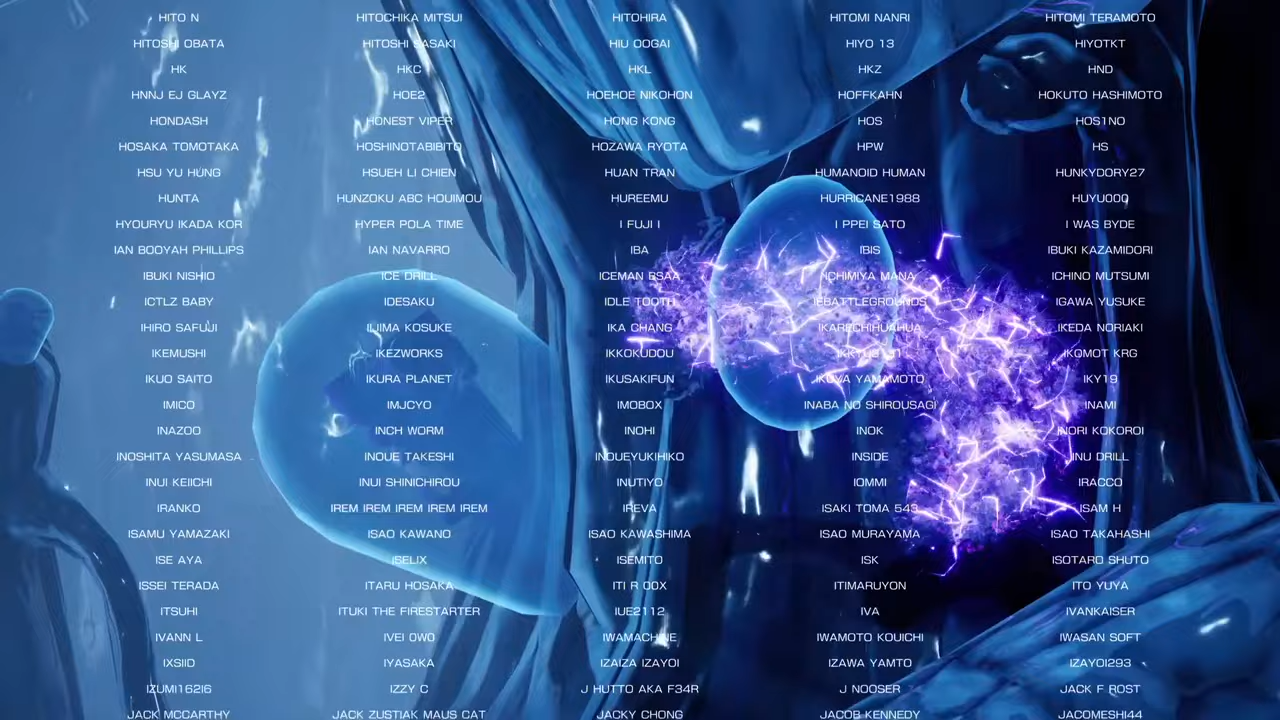 HITO N HITOCHIKA MITSUI HITOHIRA HITOMI NANRI HITOMI TERAMOTO
HITOSHI OBATA HITOSHI SASAKI HIU OOGAI HIYO 13 HIYOTKT
HK HKC HKL HKZ HND
HNNJ EJ GLAYZ HOE2 HOEHOE NIKOHON HOFFKAHN HOKUTO HASHIMOTO
HONDASH HONEST VIPER HONG KONG HOS HOS1NO
HOSAKA TOMOTAKA HOSHINOTABIBITO HOZAWA RYOTA HPW HS
HSU YU HUNG HSUEH LI CHIEN HUAN TRAN HUMANOID HUMAN HUNKYDORY27
HUNTA HUNZOKU ABC HOUIMOU HUREEMU HURRICANE1988 HUYU000
HYOURYU IKADA KOR HYPER POLA TIME I FUJI I I PPEI SATO I WAS BYDE
IAN BOOYAH PHILLIPS IAN NAVARRO IBA IBIS IBUKI KAZAMIDORI
IBUKI NISHIO ICE DRILL ICEMAN ESAA ICHIMIYA MANA ICHINO MUTSUMI
ICTLZ BABY IDESAKU IDLE TOOTH IEBATTLEGROUNDS IGAWA YUSUKE
IHIRO SAFUJI IIJIMA KOSUKE IKA CHANG IKARECHIHUAHUA IKEDA NORIAKI
IKEMUSHI IKEZWORKS IKKOKUDOU IKOMOT KRG
IKUO SAITO IKURA PLANET IKUSAKIFUN IKUYA YAMAMOTO IKY19
IMICO IMJCYO IMOBOX INABA NO SHIROUSAGI INAMI
INAZOO INCH WORM INOHI INOK INORI KOKOROI
INOSHITA YASUMASA INOUE TAKESHI INOUEYUKIHIKO INSIDE INU DRILL
INUI KEIICHI INUI SHINICHIROU INUTIYO IOMMI IRACCO
IRANKO IREM IREM IREM IREM IREVA ISAKI TOMA 543 ISAM H
ISAMU YAMAZAKI ISAO KAWANO ISAO KAWASHIMA ISAO MURAYAMA ISAO TAKAHASHI
ISE AYA ISELIX ISEMITO ISK ISOTARO SHUTO
ISSEI TERADA ITARU HOSAKA ITI R 00X ITIMARUYON ITO YUYA
ITSUHI ITUKI THE FIRESTARTER IUE2112 IVA IVANKAISER
IVANN L IVEI 0W0 IWAMACHINE IWAMOTO KOUICHI IWASAN SOFT
IXSIID IYASAKA IZAIZA IZAYOI IZAWA YAMTO IZAYOI293
IZUMI162I6 IZZY C J HUTTO AKA F34R J NOOSER JACK F ROST
JACK MCCARTHY JACK ZUSTIAK MAUS CAT JACKY CHONG JACOB KENNEDY JACOMESHI44